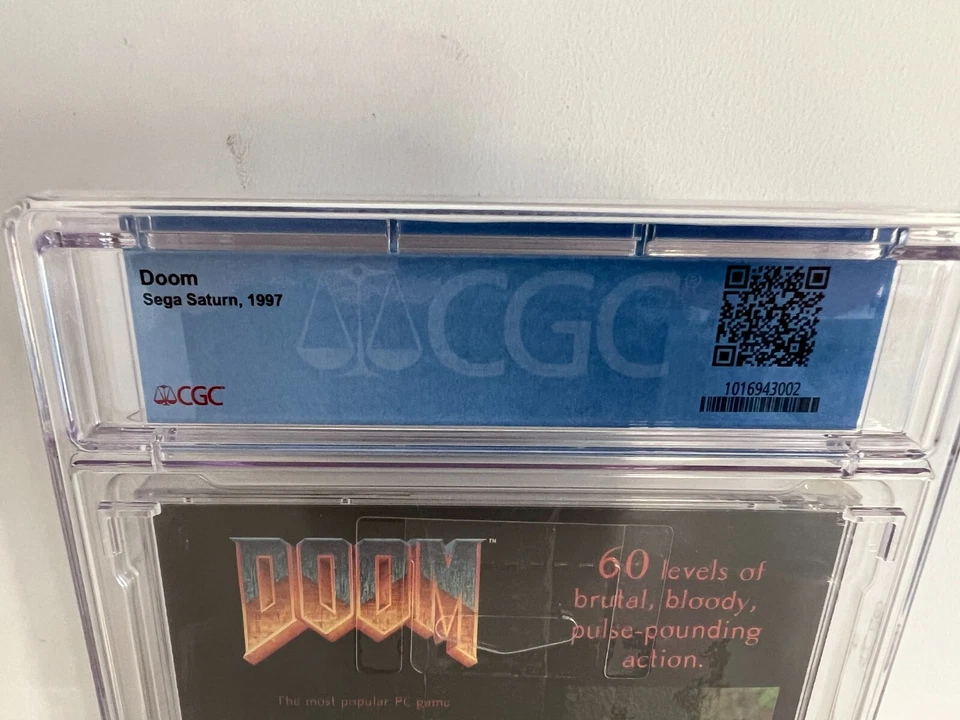 Doom
Sega Saturn, 1997
CGC®
CGC
1016943002
DOOM™
60 levels of
brutal, bloody,
pulse-pounding
action.
The most popular PC game